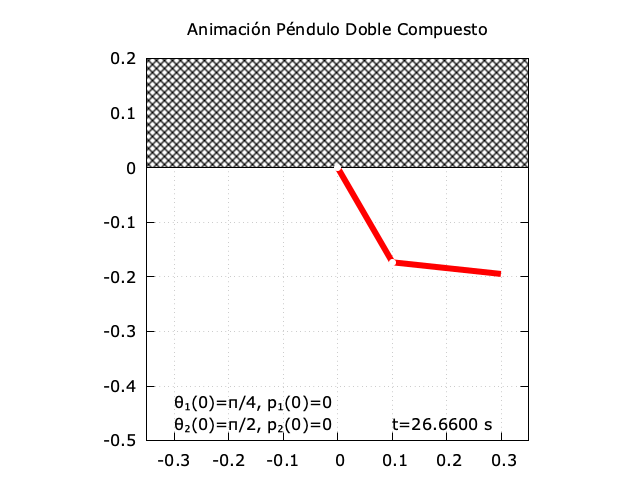 Animación Péndulo Doble Compuesto
0.2
0.1
0
-0.1
-0.2
-0.3
-0.4
-0.5
θ₁(0)=π/4, p₁(0)=0
θ₂(0)=π/2, p₂(0)=0 t=26.6600 s
-0.3 -0.2 -0.1 0 0.1 0.2 0.3